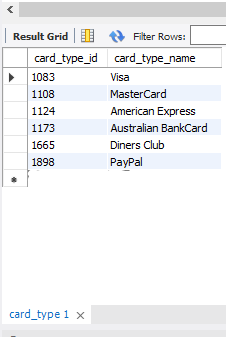 Result Grid Filter Rows:
card_type_id card_type_name
1083 Visa
1108 MasterCard
1124 American Express
1173 Australian BankCard
1665 Diners Club
1898 PayPal
card_type 1